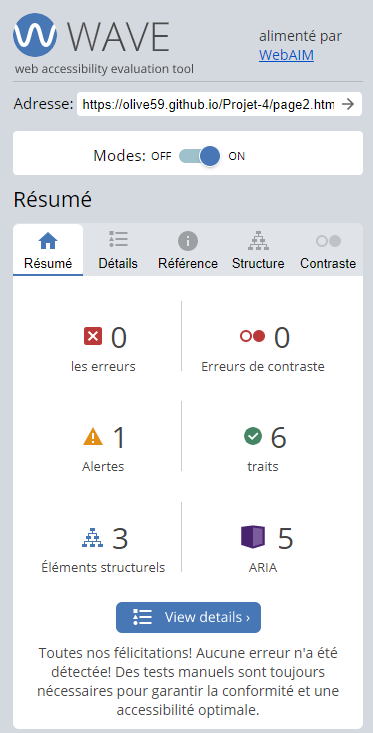 WAVE
web accessibility evaluation tool
alimenté par
WebAIM
Adresse: https://olive59.github.io/Projet-4/page2.htm
Modes: OFF ON
Résumé
Résumé Détails Référence Structure Contraste
0 0
les erreurs Erreurs de contraste
1 6
Alertes traits
3 5
Éléments structurels ARIA
View details ›
Toutes nos félicitations! Aucune erreur n'a été
détectée! Des tests manuels sont toujours
nécessaires pour garantir la conformité et une
accessibilité optimale.